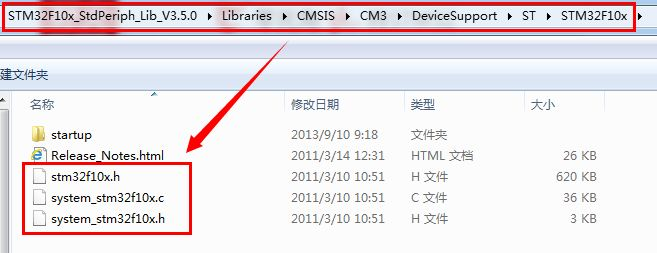 STM32F10x_StdPeriph_Lib_V3.5.0 Libraries CMSIS CM3 DeviceSupport ST STM32F10x
建文件夹
名称 修改日期 类型 大小
startup 2013/9/10 9:18 文件夹
Release_Notes.html 2011/3/14 12:31 HTML 文档 26 KB
stm32f10x.h 2011/3/10 10:51 H 文件 620 KB
system_stm32f10x.c 2011/3/10 10:51 C 文件 36 KB
system_stm32f10x.h 2011/3/10 10:51 H 文件 3 KB